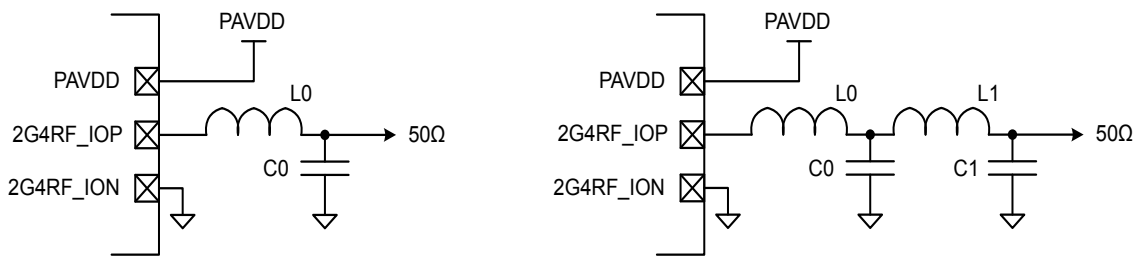 PAVDD
PAVDD
L0
2G4RF_IOP
50Ω
C0
2G4RF_ION
PAVDD
PAVDD
L0
L1
2G4RF_IOP
50Ω
C0
C1
2G4RF_ION